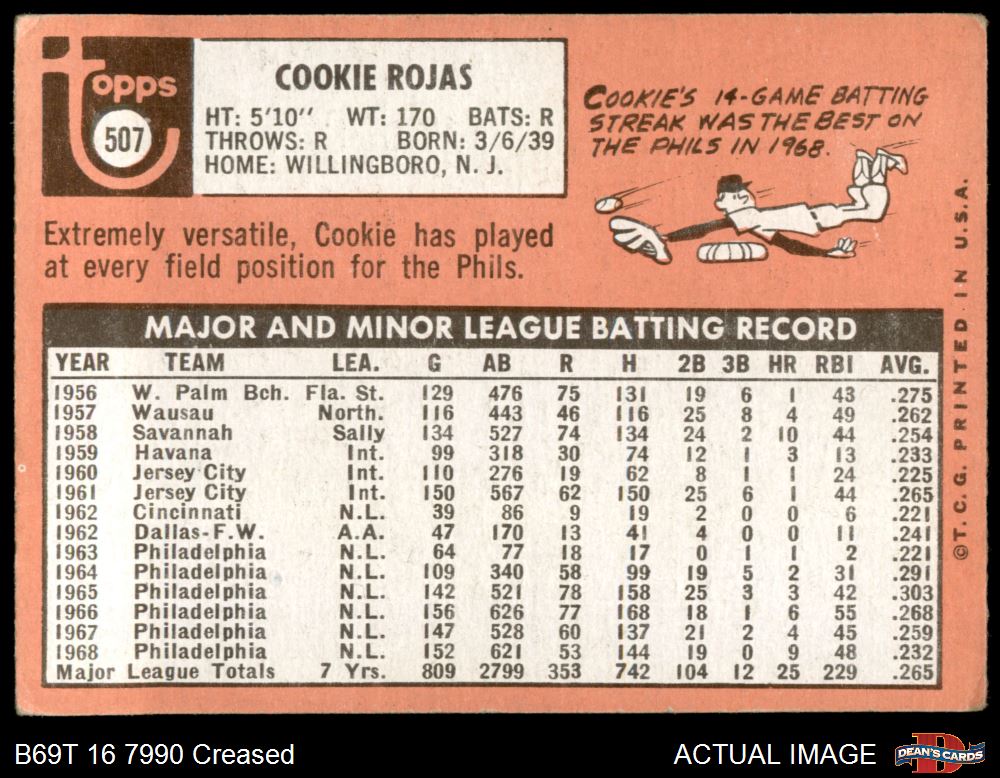 topps
507
COOKIE ROJAS
HT: 5'10" WT: 170 BATS: R
THROWS: R BORN: 3/6/39
HOME: WILLINGBORO, N. J.
COOKIE'S 14-GAME BATTING
STREAK WAS THE BEST ON
THE PHILS IN 1968.
Extremely versatile, Cookie has played
at every field position for the Phils.
MAJOR AND MINOR LEAGUE BATTING RECORD
YEAR TEAM LEA. G AB R H 2B 3B HR RBI AVG.
1956 W. Palm Bch. Fla. St. 129 476 75 131 19 6 1 43 .275
1957 Wausau North. 116 443 46 116 25 8 4 49 .262
1958 Savannah Sally 134 527 74 134 24 2 10 44 .254
1959 Havana Int. 99 318 30 74 12 1 3 13 .233
1960 Jersey City Int. 110 276 19 62 8 1 1 24 .225
1961 Jersey City Int. 150 567 62 150 25 6 1 44 .265
1962 Cincinnati N.L. 39 86 9 19 2 0 0 6 .221
1962 Dallas-F.W. A.A. 47 170 13 41 4 0 0 11 .241
1963 Philadelphia N.L. 64 77 18 17 0 1 1 2 .221
1964 Philadelphia N.L. 109 340 58 99 19 5 2 31 .291
1965 Philadelphia N.L. 142 521 78 158 25 3 3 42 .303
1966 Philadelphia N.L. 156 626 77 168 18 1 6 55 .268
1967 Philadelphia N.L. 147 528 60 137 21 2 4 45 .259
1968 Philadelphia N.L. 152 621 53 144 19 0 9 48 .232
Major League Totals 7 Yrs. 809 2799 353 742 104 12 25 229 .265
©T. C. G. PRINTED IN U.S.A.
B69T 16 7990 Creased
ACTUAL IMAGE
D
DEAN'S CARDS